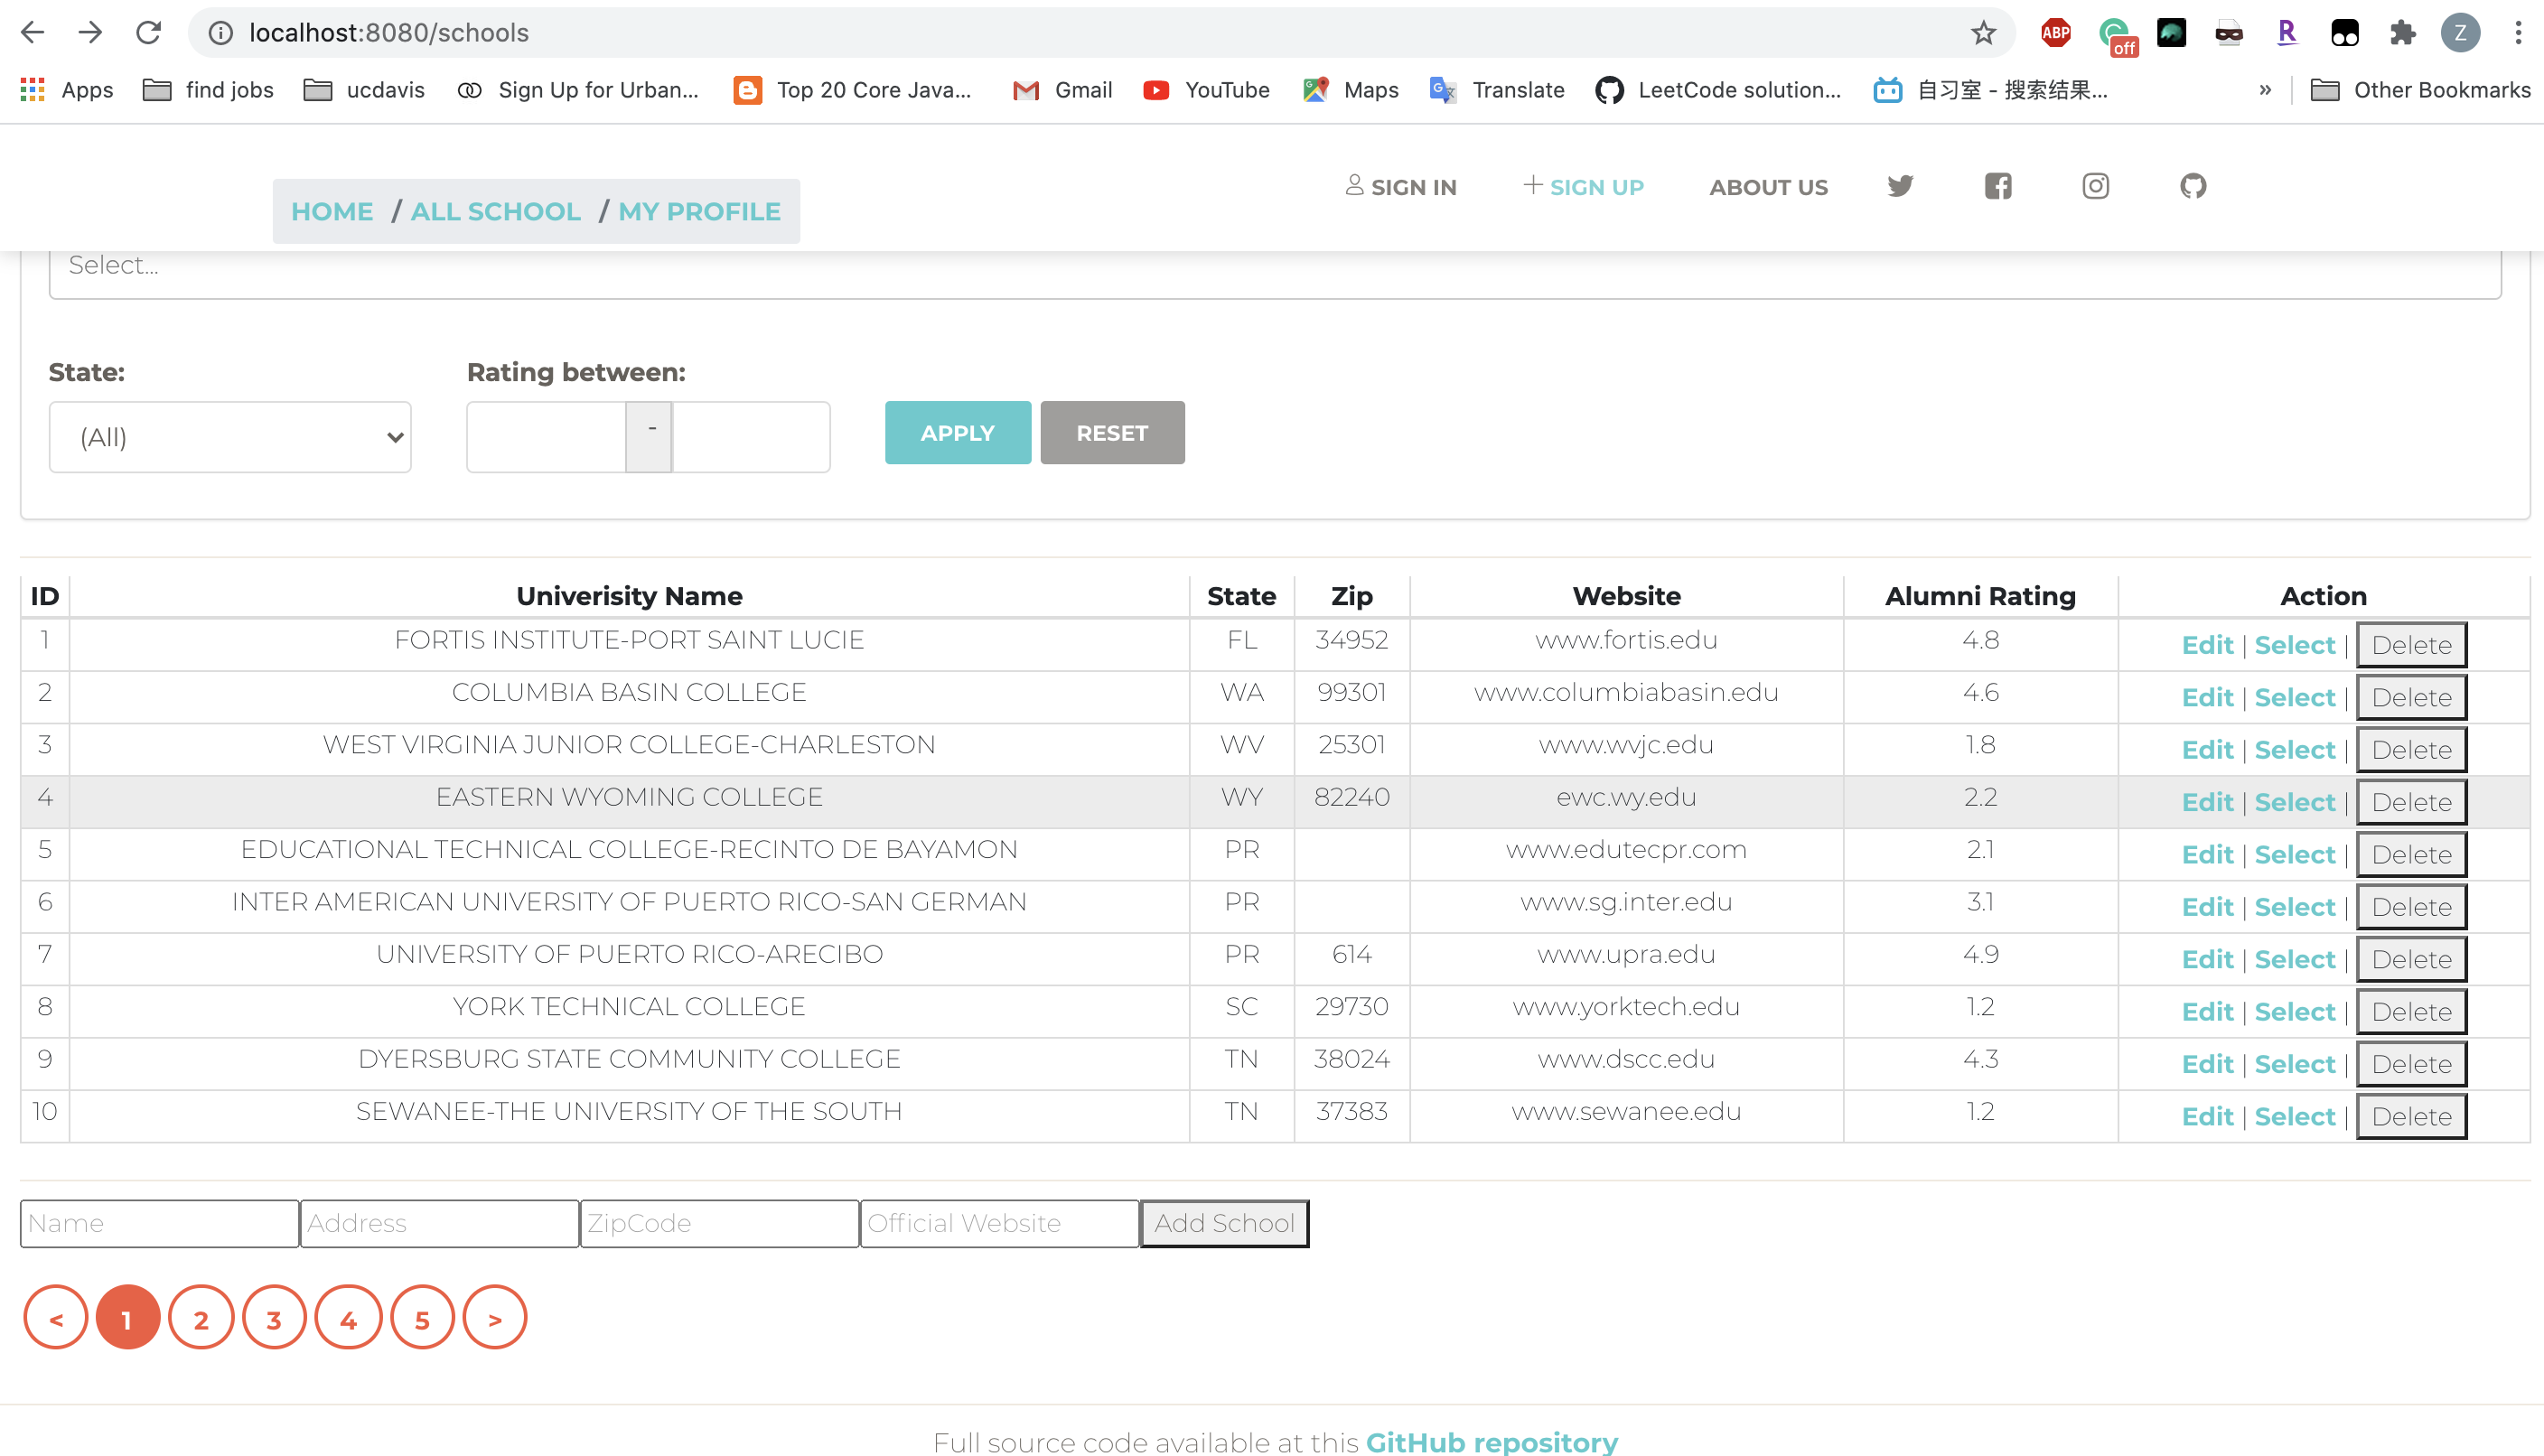 localhost:8080/schools
ABP
off
R
Z
Apps find jobs ucdavis Sign Up for Urban... Top 20 Core Java... Gmail YouTube Maps Translate LeetCode solution... 自习室 - 搜索结果... » Other Bookmarks
HOME / ALL SCHOOL / MY PROFILE
SIGN IN SIGN UP ABOUT US
Select...
State: Rating between:
(All) - APPLY RESET
ID Univerisity Name State Zip Website Alumni Rating Action
1 FORTIS INSTITUTE-PORT SAINT LUCIE FL 34952 www.fortis.edu 4.8 Edit | Select | Delete
2 COLUMBIA BASIN COLLEGE WA 99301 www.columbiabasin.edu 4.6 Edit | Select | Delete
3 WEST VIRGINIA JUNIOR COLLEGE-CHARLESTON WV 25301 www.wvjc.edu 1.8 Edit | Select | Delete
4 EASTERN WYOMING COLLEGE WY 82240 ewc.wy.edu 2.2 Edit | Select | Delete
5 EDUCATIONAL TECHNICAL COLLEGE-RECINTO DE BAYAMON PR www.edutecpr.com 2.1 Edit | Select | Delete
6 INTER AMERICAN UNIVERSITY OF PUERTO RICO-SAN GERMAN PR www.sg.inter.edu 3.1 Edit | Select | Delete
7 UNIVERSITY OF PUERTO RICO-ARECIBO PR 614 www.upra.edu 4.9 Edit | Select | Delete
8 YORK TECHNICAL COLLEGE SC 29730 www.yorktech.edu 1.2 Edit | Select | Delete
9 DYERSBURG STATE COMMUNITY COLLEGE TN 38024 www.dscc.edu 4.3 Edit | Select | Delete
10 SEWANEE-THE UNIVERSITY OF THE SOUTH TN 37383 www.sewanee.edu 1.2 Edit | Select | Delete
Name Address ZipCode Official Website Add School
< 1 2 3 4 5 >
Full source code available at this GitHub repository